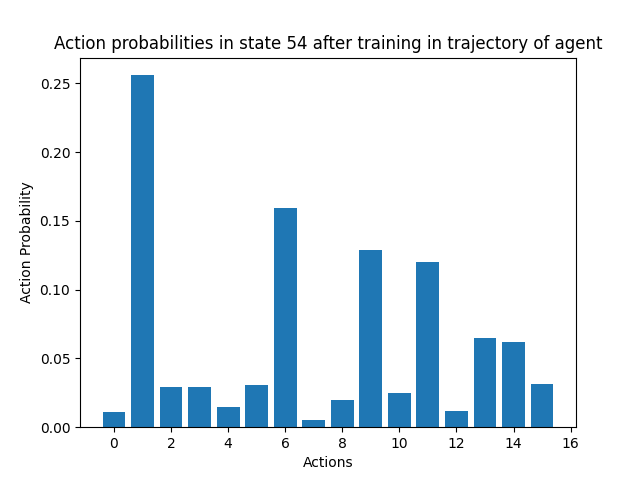 Action probabilities in state 54 after training in trajectory of agent
0.25
0.20
0.15
0.10
0.05
0.00
Action Probability
0 2 4 6 8 10 12 14 16
Actions